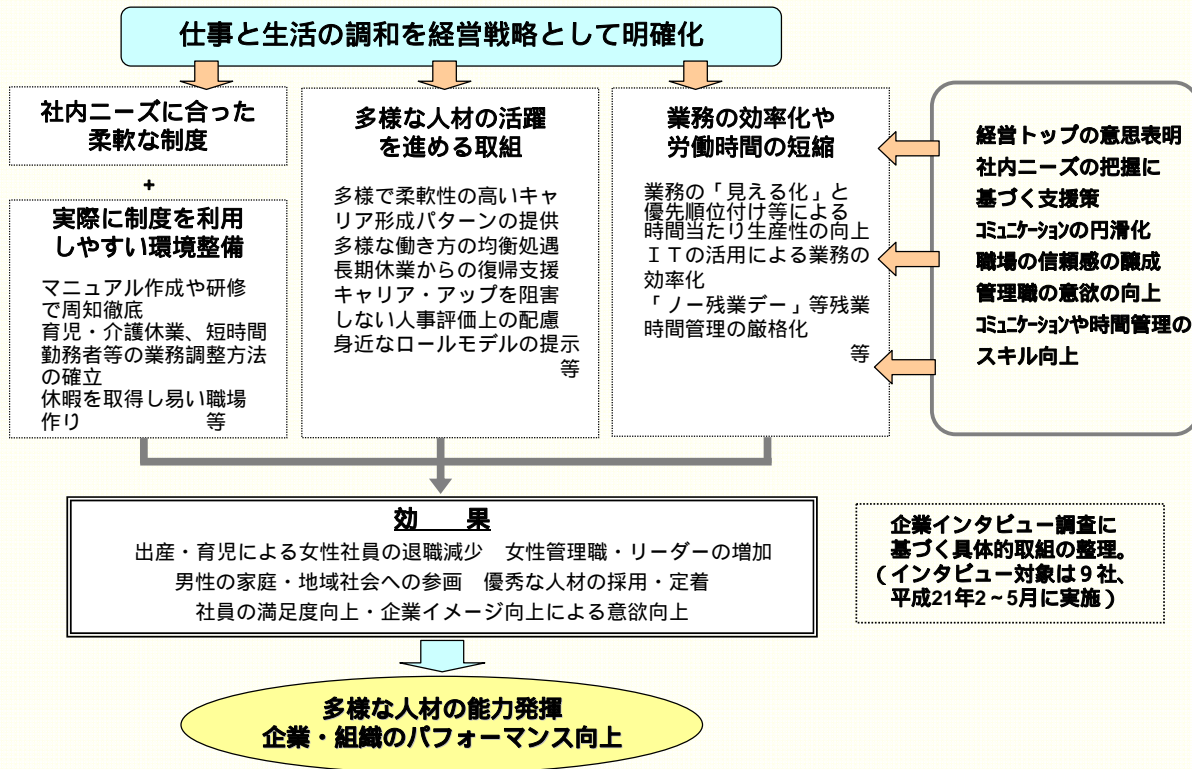 仕事と生活の調和を経営戦略として明確化
社内ニーズに合った
柔軟な制度
+
実際に制度を利用
しやすい環境整備
マニュアル作成や研修
で周知徹底
育児・介護休業、短時間
勤務者等の業務調整方法
の確立
休暇を取得し易い職場
作り 等
多様な人材の活躍
を進める取組
多様で柔軟性の高いキャ
リア形成パターンの提供
多様な働き方の均衡処遇
長期休業からの復帰支援
キャリア・アップを阻害
しない人事評価上の配慮
身近なロールモデルの提示
等
業務の効率化や
労働時間の短縮
業務の「見える化」と
優先順位付け等による
時間当たり生産性の向上
ITの活用による業務の
効率化
「ノー残業デー」等残業
時間管理の厳格化
等
経営トップの意思表明
社内ニーズの把握に
基づく支援策
コミュニケーションの円滑化
職場の信頼感の醸成
管理職の意欲の向上
コミュニケーションや時間管理の
スキル向上
効 果
出産・育児による女性社員の退職減少 女性管理職・リーダーの増加
男性の家庭・地域社会への参画 優秀な人材の採用・定着
社員の満足度向上・企業イメージ向上による意欲向上
企業インタビュー調査に
基づく具体的取組の整理。
(インタビュー対象は9社、
平成21年2~5月に実施)
多様な人材の能力発揮
企業・組織のパフォーマンス向上